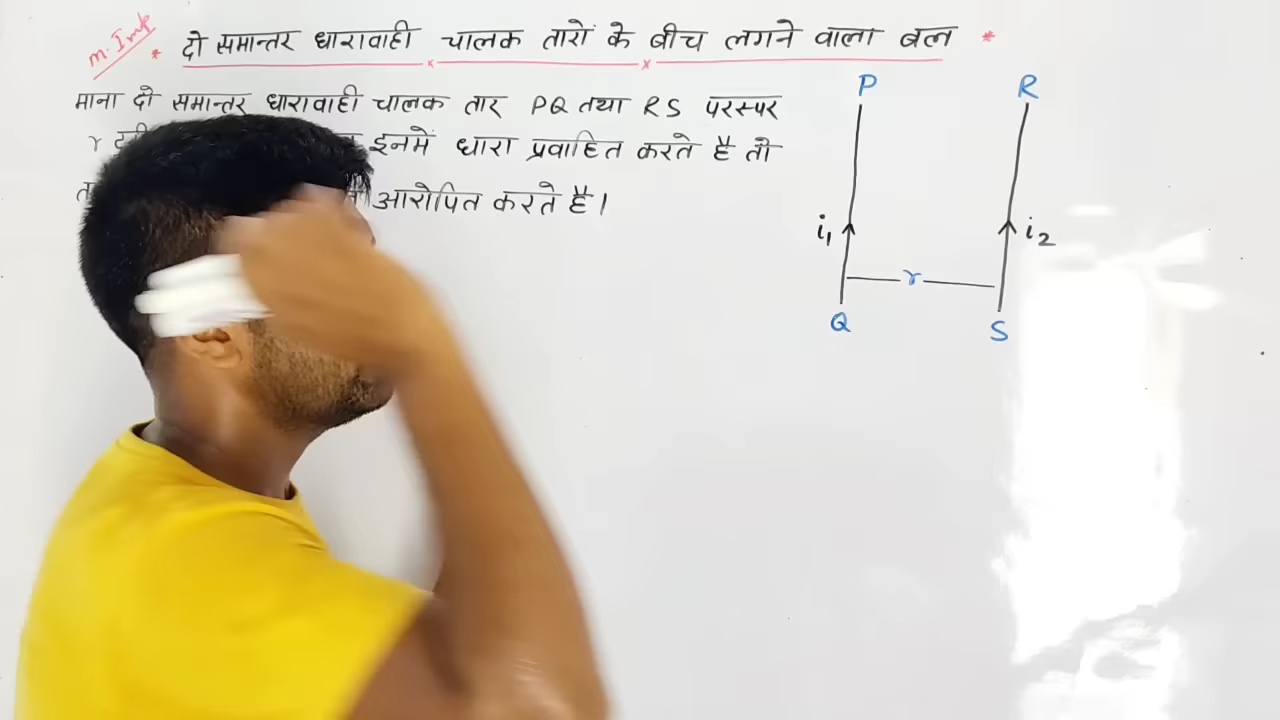 m. Imp
* दो समान्तर धारावाही चालक तारों के बीच लगने वाला बल *
माना दो समान्तर धारावाही चालक तार PQ तथा RS परस्पर
r इनमें धारा प्रवाहित करते है तो
आरोपित करते है।
P R
i₁ i₂
r
Q S